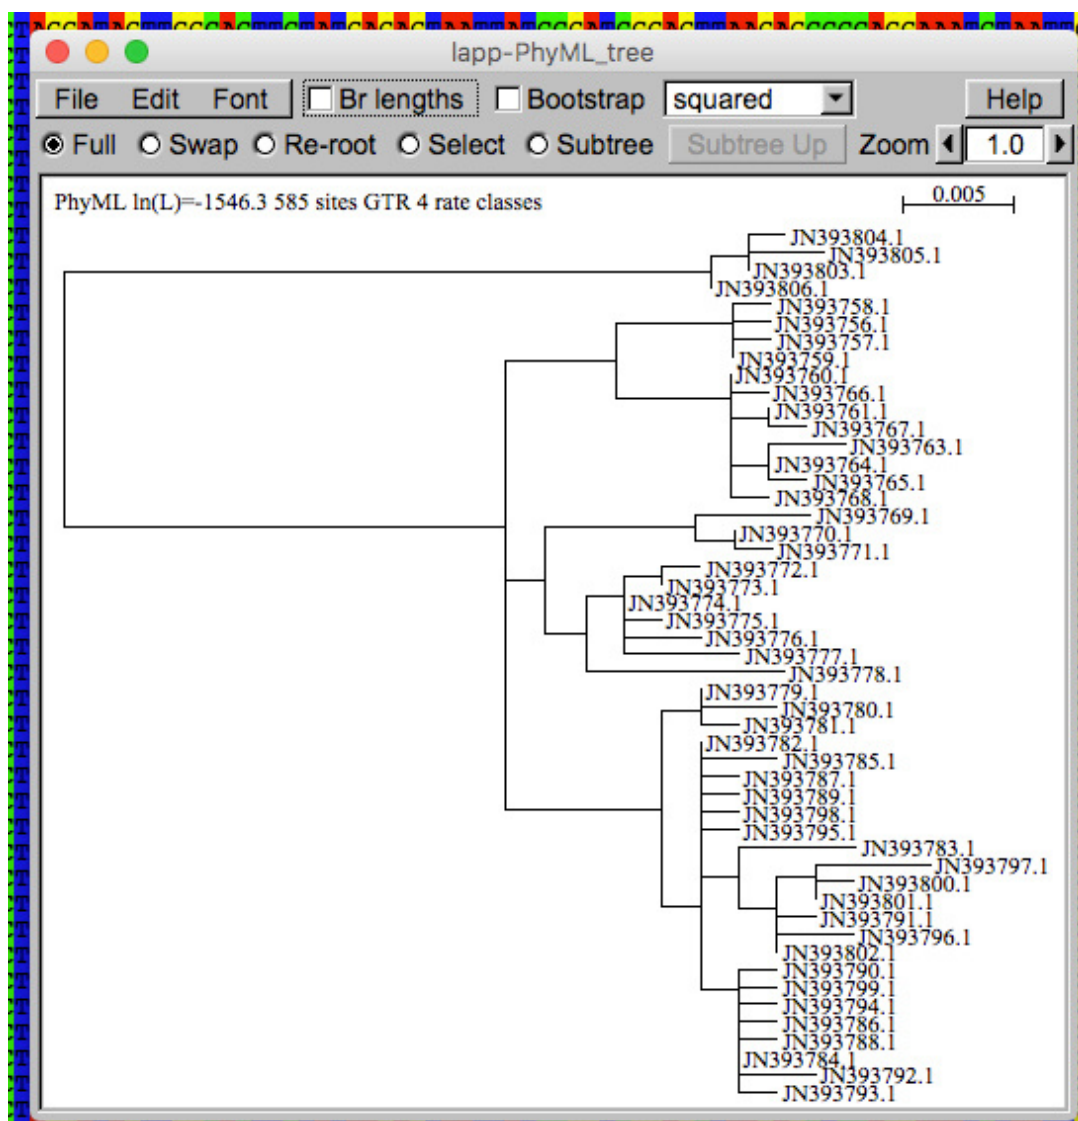 lapp-PhyML_tree
File Edit Font Br lengths Bootstrap squared Help
Full Swap Re-root Select Subtree Subtree Up Zoom 1.0
PhyML ln(L)=-1546.3 585 sites GTR 4 rate classes 0.005
JN393804.1
JN393805.1
JN393803.1
JN393806.1
JN393758.1
JN393756.1
JN393757.1
JN393759.1
JN393760.1
JN393766.1
JN393761.1
JN393767.1
JN393763.1
JN393764.1
JN393765.1
JN393768.1
JN393769.1
JN393770.1
JN393771.1
JN393772.1
JN393773.1
JN393774.1
JN393775.1
JN393776.1
JN393777.1
JN393778.1
JN393779.1
JN393780.1
JN393781.1
JN393782.1
JN393785.1
JN393787.1
JN393789.1
JN393798.1
JN393795.1
JN393783.1
JN393797.1
JN393800.1
JN393801.1
JN393791.1
JN393796.1
JN393802.1
JN393790.1
JN393799.1
JN393794.1
JN393786.1
JN393788.1
JN393784.1
JN393792.1
JN393793.1